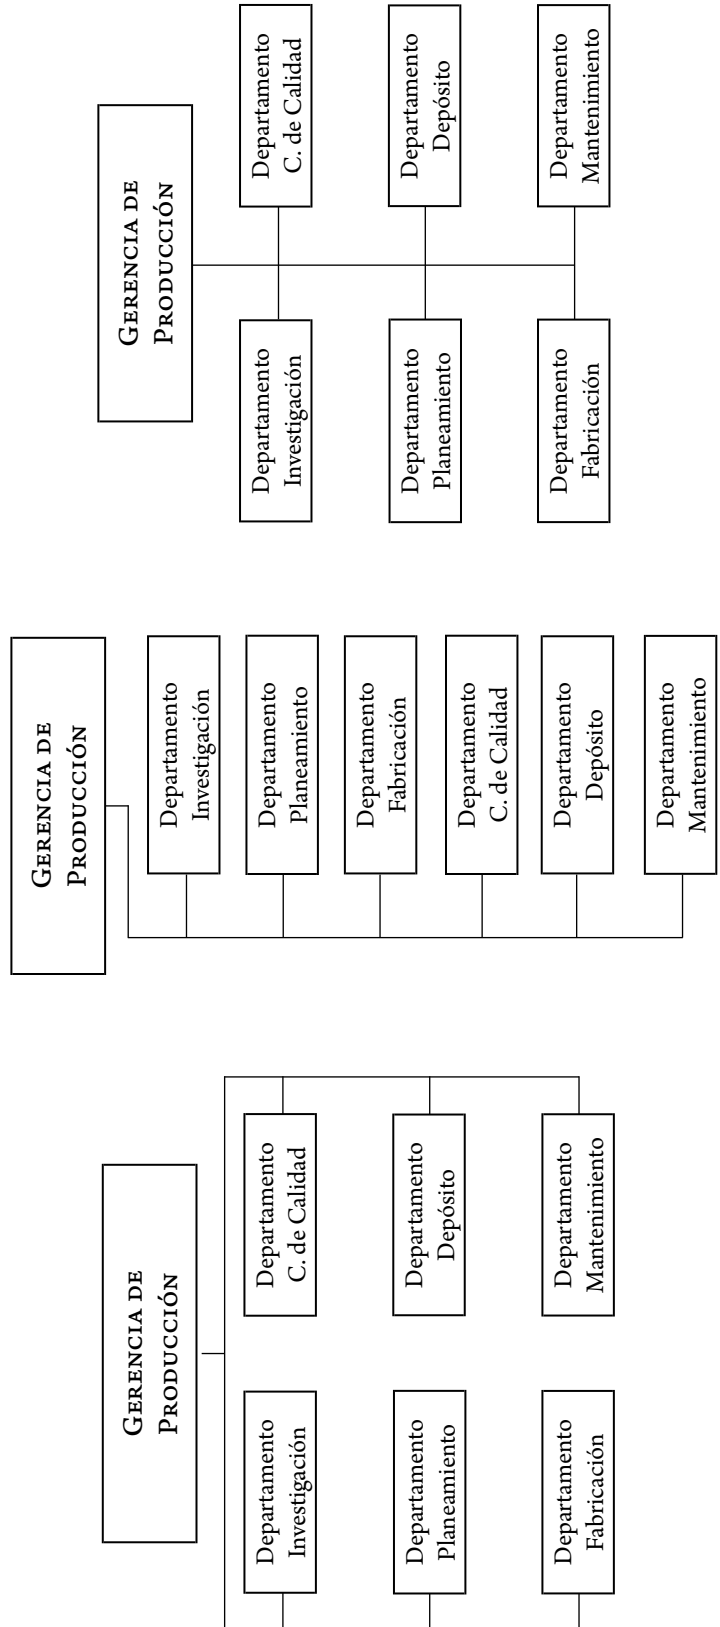 Gerencia de
Producción
Departamento
Investigación
Departamento
C. de Calidad
Departamento
Planeamiento
Departamento
Depósito
Departamento
Fabricación
Departamento
Mantenimiento
Gerencia de
Producción
Departamento
Investigación
Departamento
Planeamiento
Departamento
Fabricación
Departamento
C. de Calidad
Departamento
Depósito
Departamento
Mantenimiento
Gerencia de
Producción
Departamento
Investigación
Departamento
C. de Calidad
Departamento
Planeamiento
Departamento
Depósito
Departamento
Fabricación
Departamento
Mantenimiento